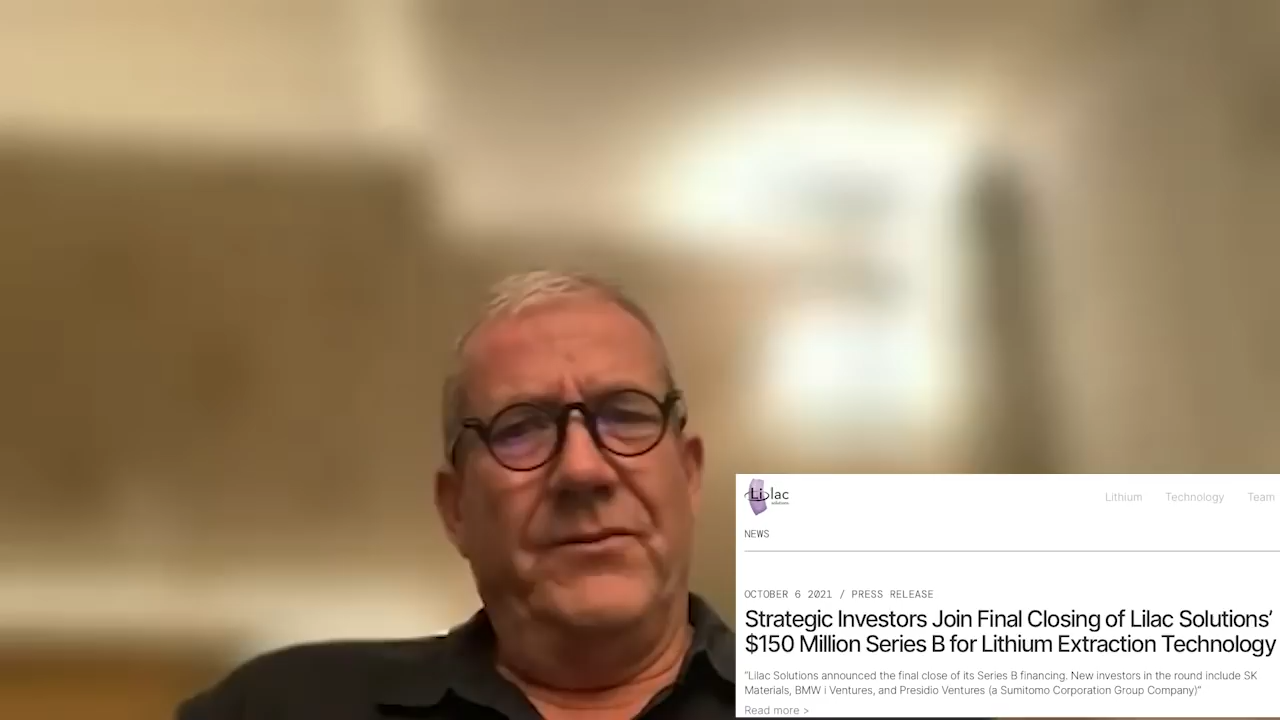 Lilac
solutions
Lithium Technology Team
NEWS
OCTOBER 6 2021 / PRESS RELEASE
Strategic Investors Join Final Closing of Lilac Solutions’
$150 Million Series B for Lithium Extraction Technology
“Lilac Solutions announced the final close of its Series B financing. New investors in the round include SK
Materials, BMW i Ventures, and Presidio Ventures (a Sumitomo Corporation Group Company)”
Read more >